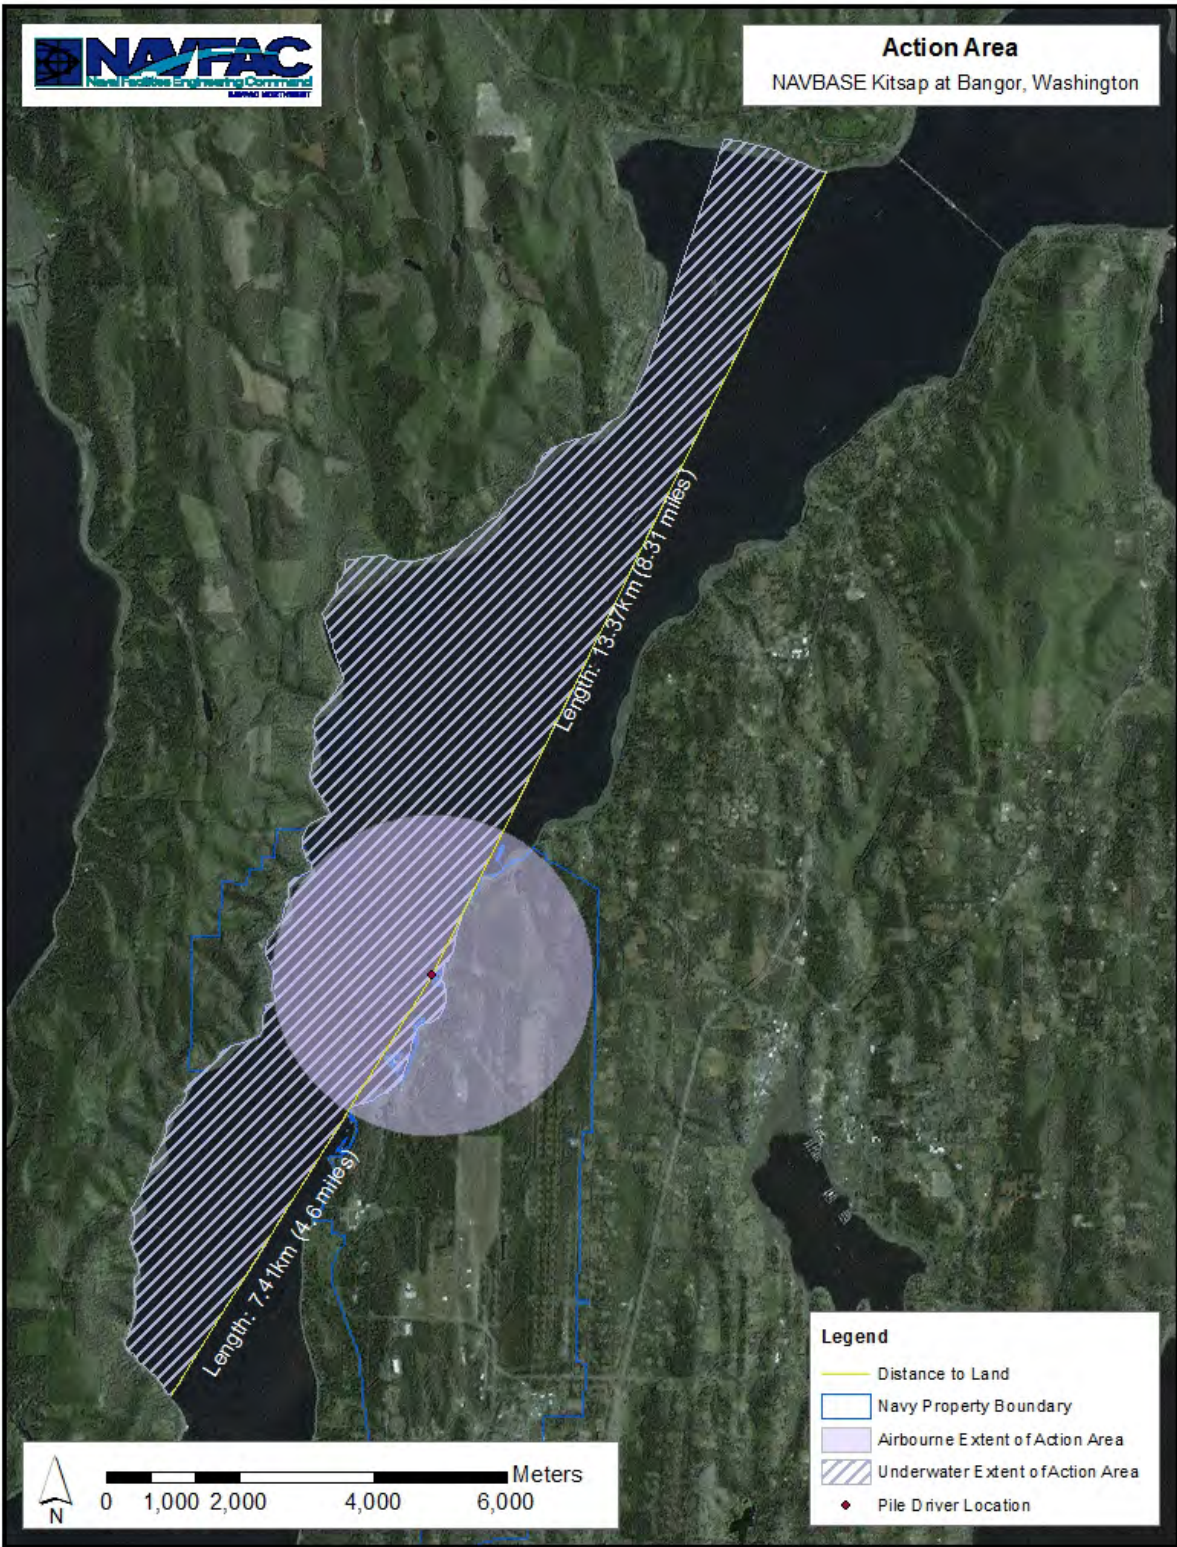 NAVFAC
Naval Facilities Engineering Command
NAVFAC NORTHWEST
Action Area
NAVBASE Kitsap at Bangor, Washington
Length: 13.37km (8.31 miles)
Length: 7.41km (4.6 miles)
Legend
Distance to Land
Navy Property Boundary
Airbourne Extent of Action Area
Underwater Extent of Action Area
Pile Driver Location
N
Meters
0 1,000 2,000 4,000 6,000